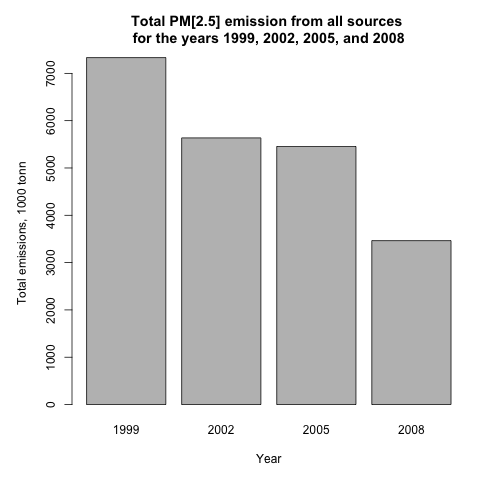 Total PM[2.5] emission from all sources
for the years 1999, 2002, 2005, and 2008
7000
6000
5000
4000
3000
2000
1000
0
Total emissions, 1000 tonn
1999 2002 2005 2008
Year